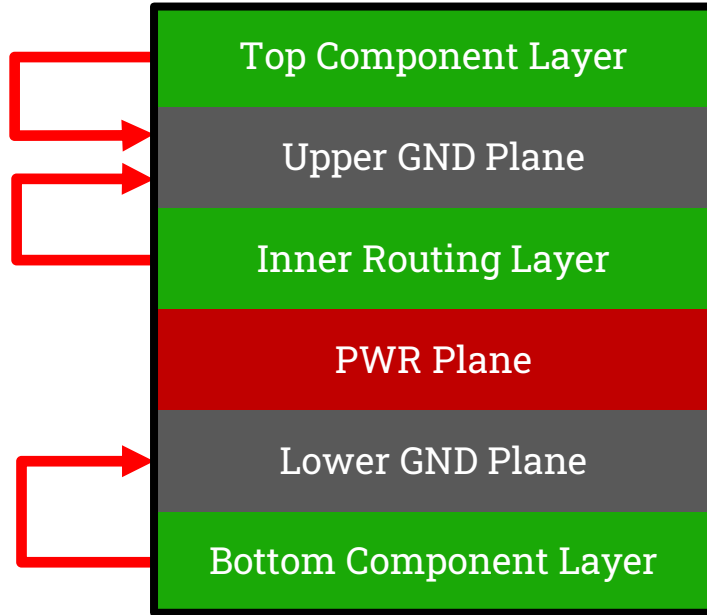 Top Component Layer
Upper GND Plane
Inner Routing Layer
PWR Plane
Lower GND Plane
Bottom Component Layer